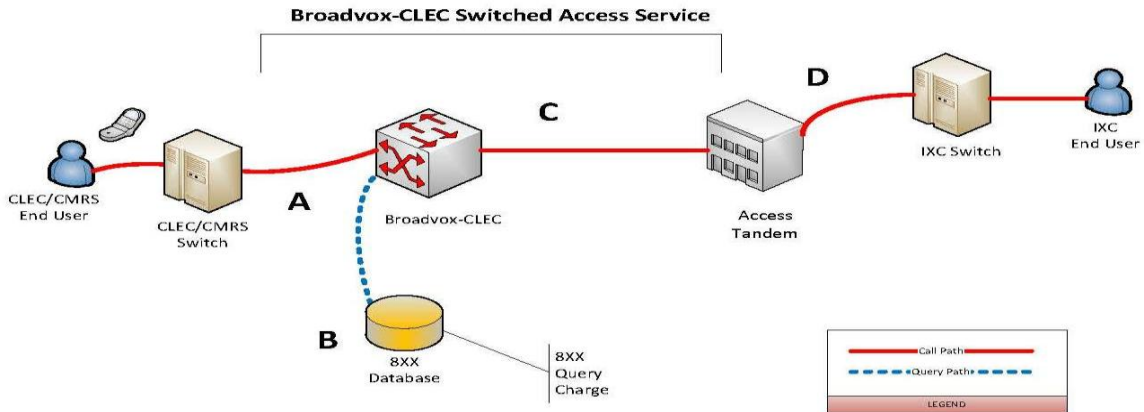 Broadvox-CLEC Switched Access Service
D
C
A
B
CLEC/CMRS
End User
CLEC/CMRS
Switch
Broadvox-CLEC
Access
Tandem
IXC Switch
IXC
End User
8XX
Database
8XX
Query
Charge
Call Path
Query Path
LEGEND